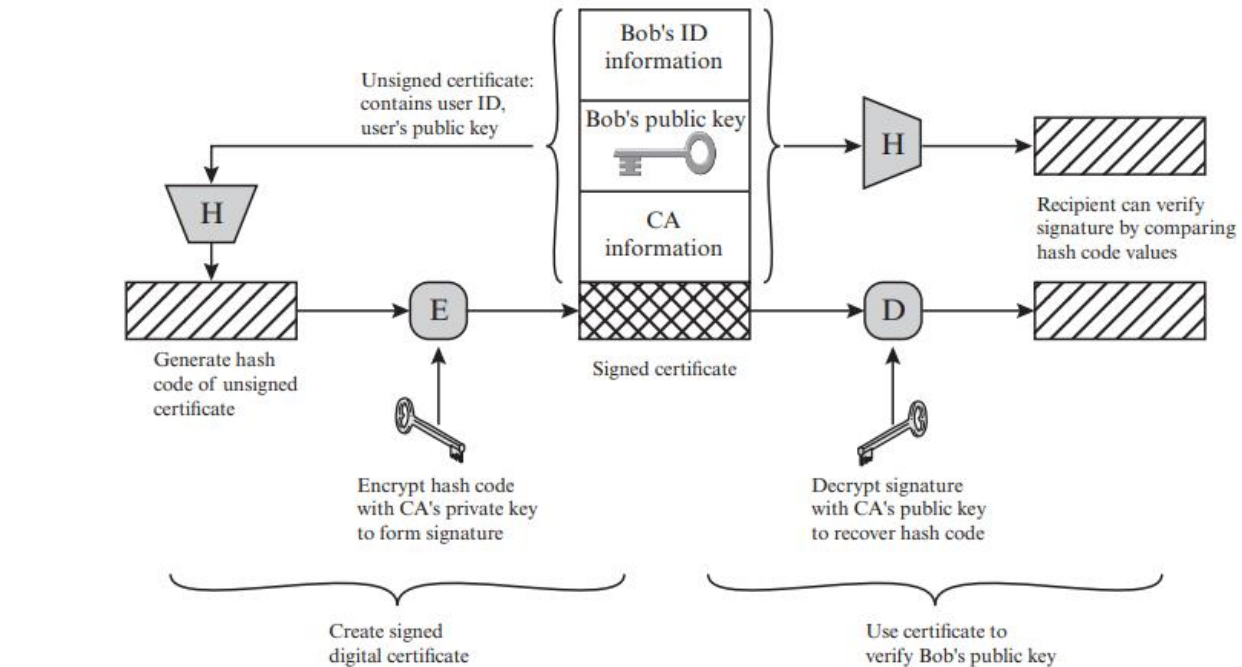 Bob's ID
information
Unsigned certificate:
contains user ID,
user's public key
Bob's public key
H
H
CA
information
Recipient can verify
signature by comparing
hash code values
E
D
Generate hash
code of unsigned
certificate
Signed certificate
Encrypt hash code
with CA's private key
to form signature
Decrypt signature
with CA's public key
to recover hash code
Create signed
digital certificate
Use certificate to
verify Bob's public key